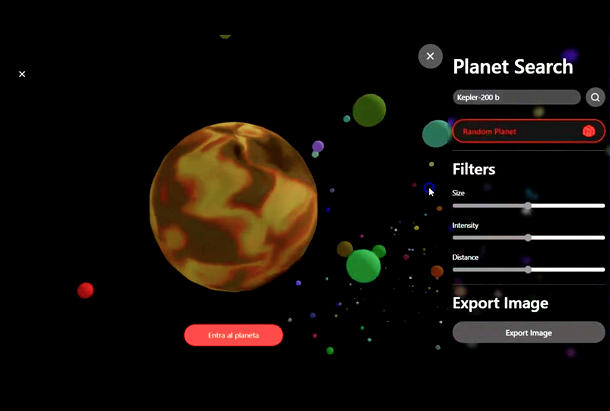 Planet Search
Kepler-200 b
Random Planet
Filters
Size
Intensity
Distance
Export Image
Export Image
Entra al planeta